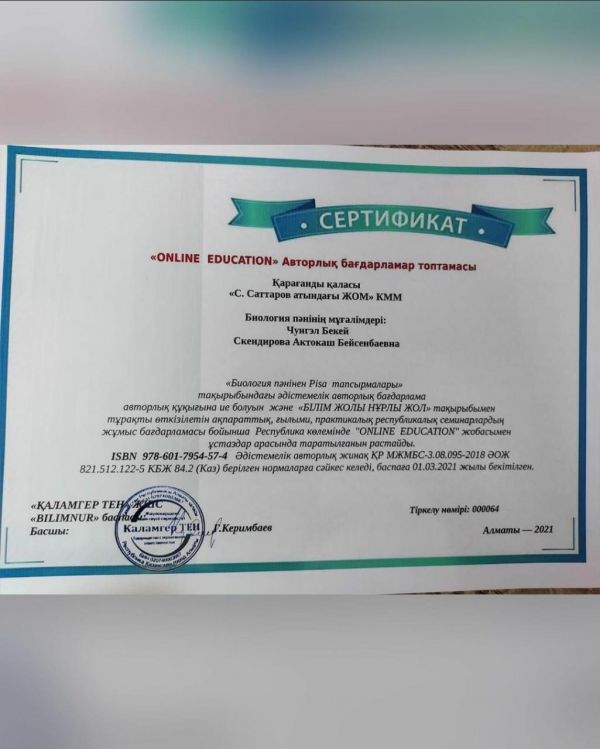 СЕРТИФИКАТ
«ONLINE EDUCATION» Авторлық бағдарламар топтамасы
Қарағанды қаласы
«С. Саттаров атындағы ЖОМ» КММ
Биология пәнінің мұғалімдері:
Чунгэл Бекей
Скендирова Актокаш Бейсенбаевна
«Биология пәнінен Pisa тапсырмалары»
тақырыбындағы әдістемелік авторлық бағдарлама
авторлық құқығына ие болуын және «БІЛІМ ЖОЛЫ НҰРЛЫ ЖОЛ» тақырыбымен
тұрақты өткізілетін ақпараттық, ғылыми, практикалық республикалық семинарлардың
жұмыс бағдарламасы бойынша Республика көлемінде "ONLINE EDUCATION" жобасымен
ұстаздар арасында таратылғанын растайды.
ISBN 978-601-7954-57-4 Әдістемелік авторлық жинақ ҚР МЖМБС-3.08.095-2018 ӘОЖ
821.512.122-5 КБЖ 84.2 (Каз) берілген нормаларға сәйкес келеді, баспаға 01.03.2021 жылы бекітілген.
«ҚАЛАМГЕР ТЕҢ»
«BILIMNUR»
Басшы: Г.Керимбаев
Каламгер ТЕН
Тіркелу нөмірі: 000064
Алматы — 2021